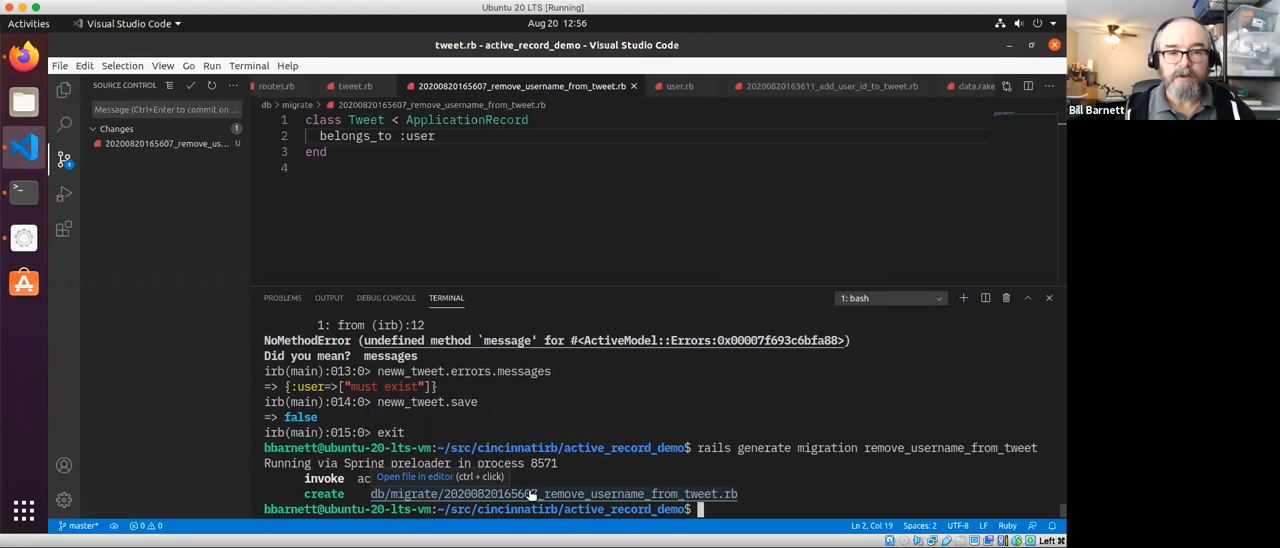 Ubuntu 20 LTS [Running]
Activities
Visual Studio Code
Aug 20 12:56
tweet.rb - active_record_demo - Visual Studio Code
File Edit Selection View Go Run Terminal Help
SOURCE CONTROL
routes.rb
tweet.rb
20200820165607_remove_username_from_tweet.rb
user.rb
20200820163611_add_user_id_to_tweet.rb
data.rake
Message (Ctrl+Enter to commit on
db > migrate > 20200820165607_remove_username_from_tweet.rb
Changes
1
20200820165607_remove_us... U
1 class Tweet < ApplicationRecord
2 belongs_to :user
3 end
4
1
PROBLEMS OUTPUT DEBUG CONSOLE TERMINAL
1: bash
1: from (irb):12
NoMethodError (undefined method `message' for #<ActiveModel::Errors:0x00007f693c6bfa88>)
Did you mean? messages
irb(main):013:0> neww_tweet.errors.messages
=> {:user=>["must exist"]}
irb(main):014:0> neww_tweet.save
=> false
irb(main):015:0> exit
bbarnett@ubuntu-20-lts-vm:~/src/cincinnatirb/active_record_demo$ rails generate migration remove_username_from_tweet
Running via Spring preloader in process 8571
Open file in editor (ctrl + click)
invoke ac
create db/migrate/20200820165607_remove_username_from_tweet.rb
bbarnett@ubuntu-20-lts-vm:~/src/cincinnatirb/active_record_demo$
master*
0 0
Ln 2, Col 19
Spaces: 2
UTF-8
LF
Ruby
Left ⌘
Bill Barnett